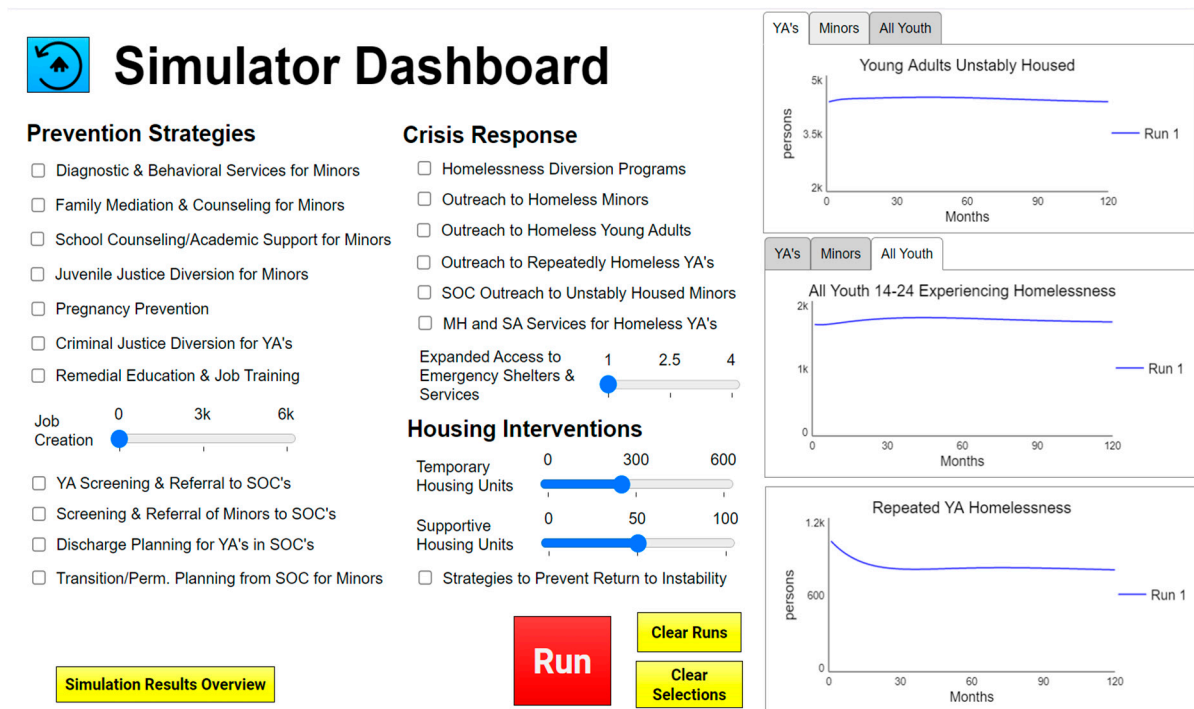 Simulator Dashboard
Prevention Strategies
Diagnostic & Behavioral Services for Minors
Family Mediation & Counseling for Minors
School Counseling/Academic Support for Minors
Juvenile Justice Diversion for Minors
Pregnancy Prevention
Criminal Justice Diversion for YA's
Remedial Education & Job Training
Job
Creation
0 3k 6k
YA Screening & Referral to SOC's
Screening & Referral of Minors to SOC's
Discharge Planning for YA's in SOC's
Transition/Perm. Planning from SOC for Minors
Simulation Results Overview
Crisis Response
Homelessness Diversion Programs
Outreach to Homeless Minors
Outreach to Homeless Young Adults
Outreach to Repeatedly Homeless YA's
SOC Outreach to Unstably Housed Minors
MH and SA Services for Homeless YA's
Expanded Access to
Emergency Shelters &
Services
1 2.5 4
Housing Interventions
Temporary
Housing Units
0 300 600
Supportive
Housing Units
0 50 100
Strategies to Prevent Return to Instability
Run
Clear Runs
Clear
Selections
YA's Minors All Youth
Young Adults Unstably Housed
5k
3.5k
2k
persons
0 30 60 90 120
Months
Run 1
YA's Minors All Youth
All Youth 14-24 Experiencing Homelessness
2k
1k
0
0 30 60 90 120
Months
Run 1
Repeated YA Homelessness
1.2k
600
0
persons
0 30 60 90 120
Months
Run 1